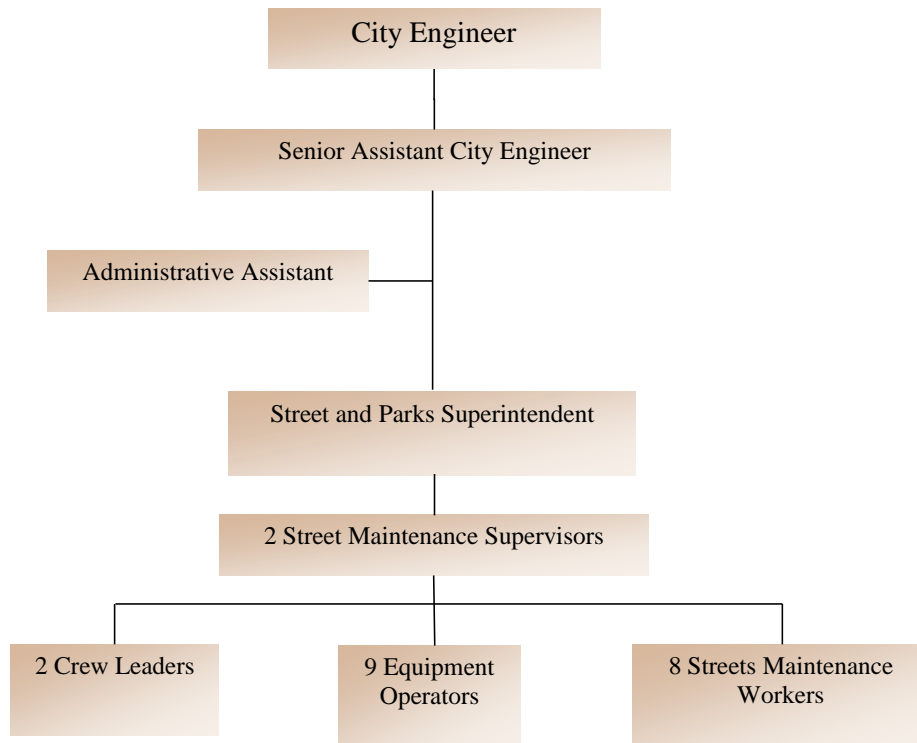 City Engineer
Senior Assistant City Engineer
Administrative Assistant
Street and Parks Superintendent
2 Street Maintenance Supervisors
2 Crew Leaders
9 Equipment
Operators
8 Streets Maintenance
Workers